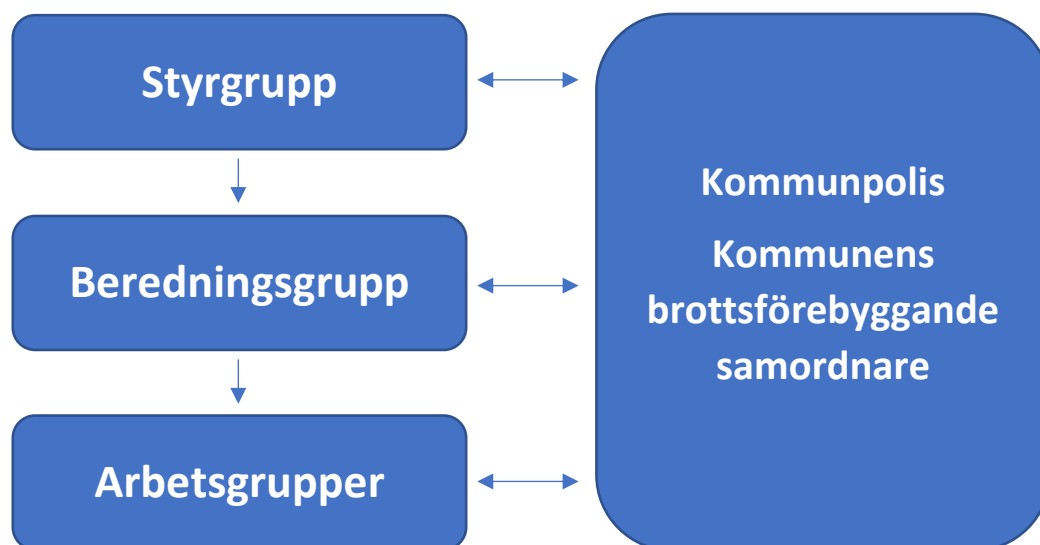 Styrgrupp
Beredningsgrupp
Arbetsgrupper
Kommunpolis
Kommunens
brottsförebyggande
samordnare